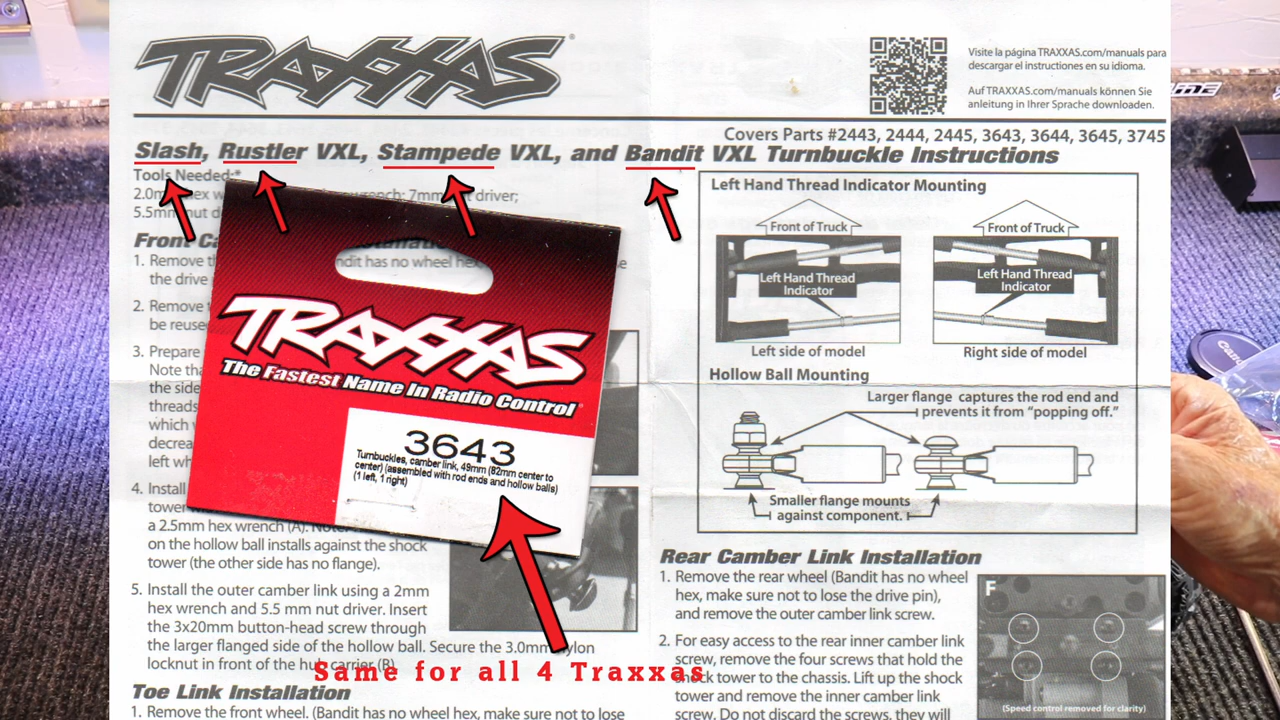 TRAXXAS
Visite la página TRAXXAS.com/manuals para
descargar el instructiones en su idioma.
Auf TRAXXAS.com/manuals können Sie
anleitung in Ihrer Sprache downloaden.
Covers Parts #2443, 2444, 2445, 3643, 3644, 3645, 3745
Slash, Rustler VXL, Stampede VXL, and Bandit VXL Turnbuckle Instructions
Tools Needed:*
7mm driver;
5.5mm nut
Front
1. Remove
the drive
2. Remove
be
3. Prepare
Note
the side
threads
which
left
4. Install
a 2.5mm hex wrench (A).
on the hollow ball installs against the shock
tower (the other side has no flange).
5. Install the outer camber link using a 2mm
hex wrench and 5.5 mm nut driver. Insert
the 3x20mm button-head screw through
the larger flanged side of the hollow ball. Secure the 3.0mm nylon
locknut in front of the hub carrier (B).
Toe Link Installation
1. Remove the front wheel. (Bandit has no wheel hex, make sure not to lose
TRAXXAS
The Fastest Name In Radio Control
3643
Turnbuckles, camber link, 49mm (82mm center to
center) (assembled with rod ends and hollow balls)
(1 left, 1 right)
Same for all 4 Traxxas
Left Hand Thread Indicator Mounting
Front of Truck
Front of Truck
Left Hand Thread
Indicator
Left Hand Thread
Indicator
Left side of model
Right side of model
Hollow Ball Mounting
Larger flange captures the rod end and
prevents it from “popping off.”
Smaller flange mounts
against component.
Rear Camber Link Installation
1. Remove the rear wheel (Bandit has no wheel
hex, make sure not to lose the drive pin),
and remove the outer camber link screw.
2. For easy access to the rear inner camber link
screw, remove the four screws that hold the
shock tower to the chassis. Lift up the shock
tower and remove the inner camber link
screw. Do not discard the screws, they will
F
(Speed control removed for clarity)
Canon